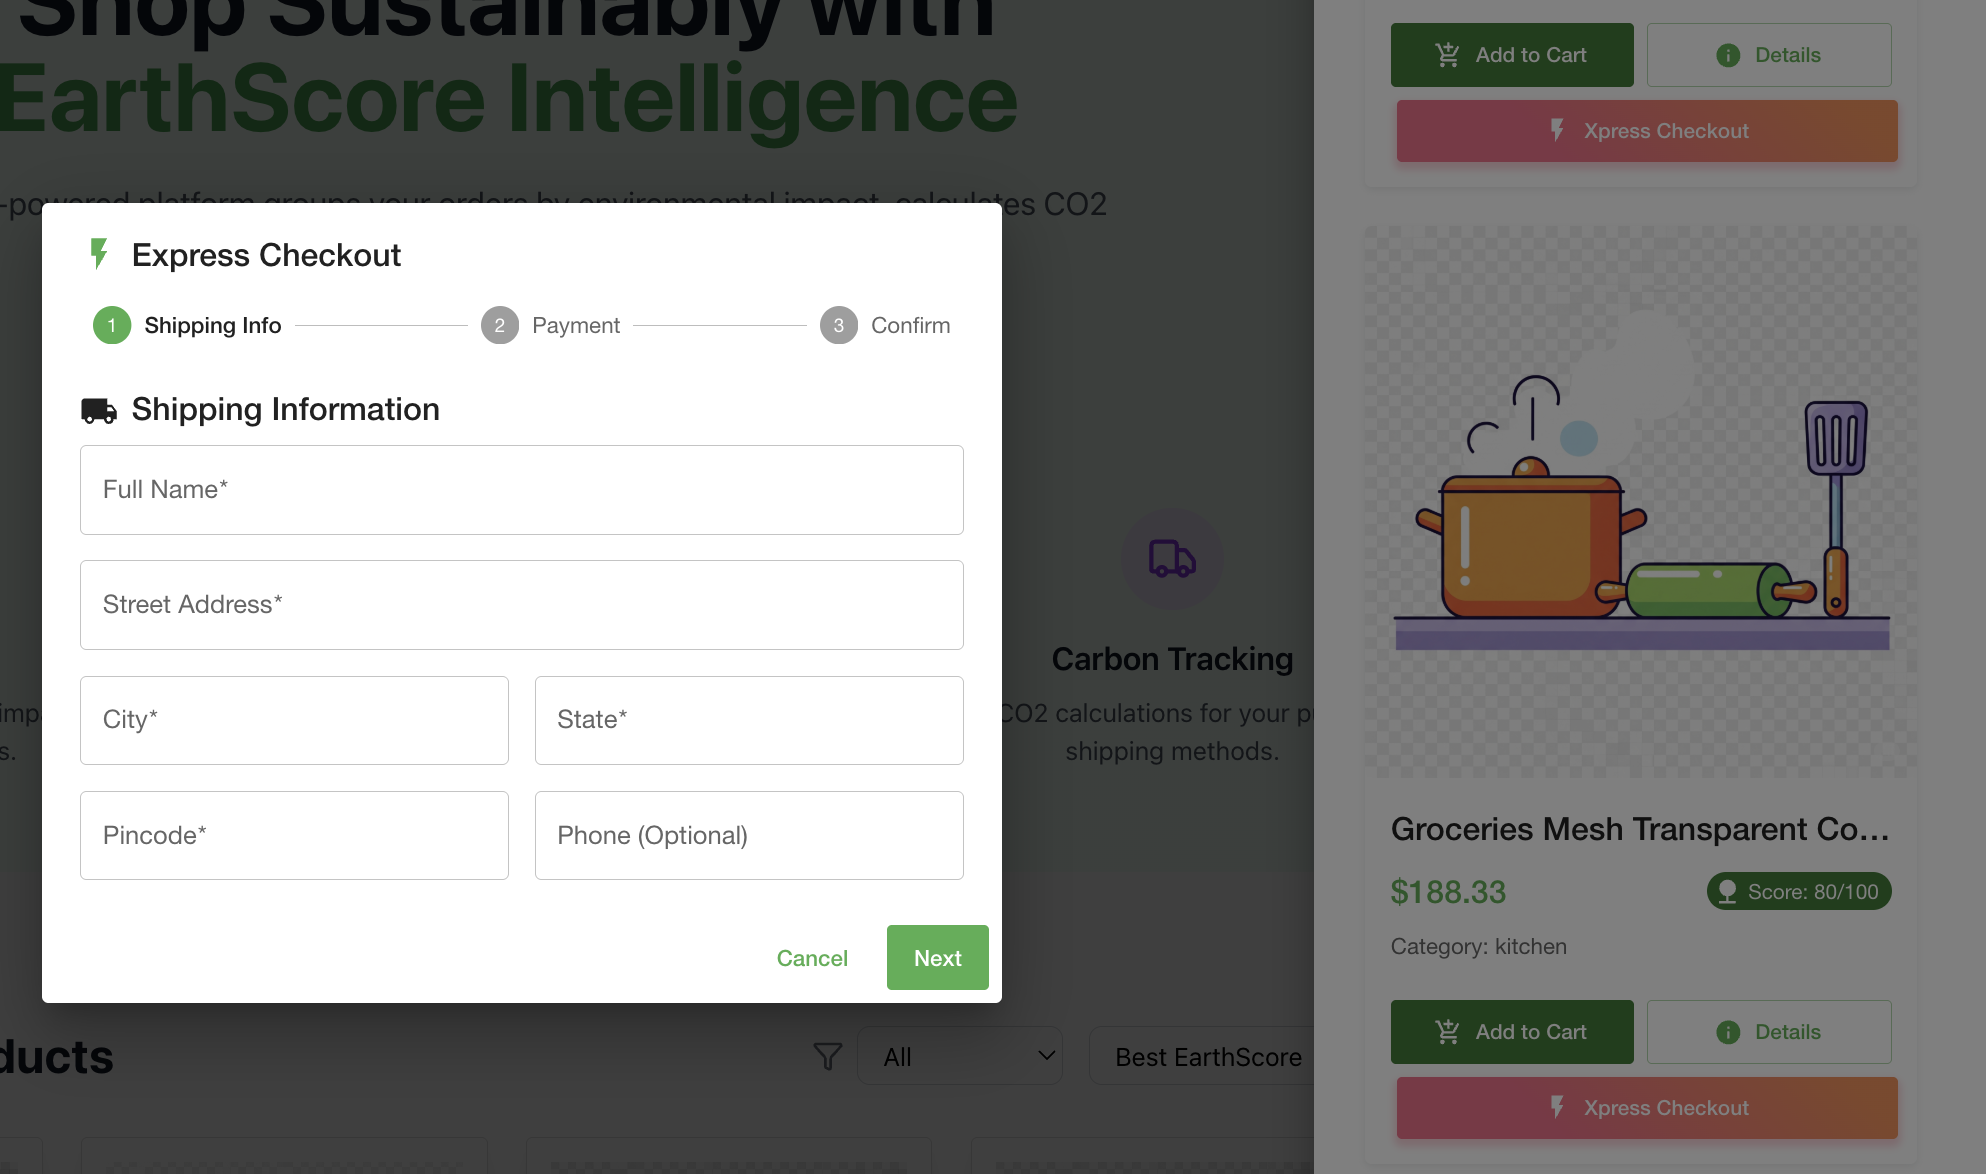 Shop Sustainably with
EarthScore Intelligence
-powered platform groups your orders by environmental impact, calculates CO2
Express Checkout
1 Shipping Info
2 Payment
3 Confirm
Shipping Information
Full Name*
Street Address*
City*
State*
Pincode*
Phone (Optional)
Cancel
Next
impa
s.
Carbon Tracking
CO2 calculations for your pu
shipping methods.
ducts
All
Best EarthScore
Add to Cart
Details
Xpress Checkout
Groceries Mesh Transparent Co...
$188.33
Score: 80/100
Category: kitchen
Add to Cart
Details
Xpress Checkout